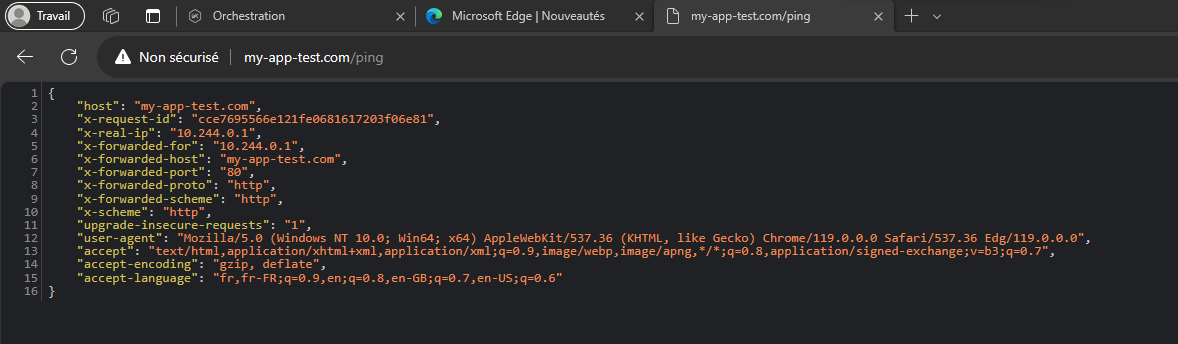 Travail
Orchestration
Microsoft Edge | Nouveautés
my-app-test.com/ping
Non sécurisé
my-app-test.com/ping
1 {
2 "host": "my-app-test.com",
3 "x-request-id": "cce7695566e121fe0681617203f06e81",
4 "x-real-ip": "10.244.0.1",
5 "x-forwarded-for": "10.244.0.1",
6 "x-forwarded-host": "my-app-test.com",
7 "x-forwarded-port": "80",
8 "x-forwarded-proto": "http",
9 "x-forwarded-scheme": "http",
10 "x-scheme": "http",
11 "upgrade-insecure-requests": "1",
12 "user-agent": "Mozilla/5.0 (Windows NT 10.0; Win64; x64) AppleWebKit/537.36 (KHTML, like Gecko) Chrome/119.0.0.0 Safari/537.36 Edg/119.0.0.0",
13 "accept": "text/html,application/xhtml+xml,application/xml;q=0.9,image/webp,image/apng,*/*;q=0.8,application/signed-exchange;v=b3;q=0.7",
14 "accept-encoding": "gzip, deflate",
15 "accept-language": "fr,fr-FR;q=0.9,en;q=0.8,en-GB;q=0.7,en-US;q=0.6"
16 }